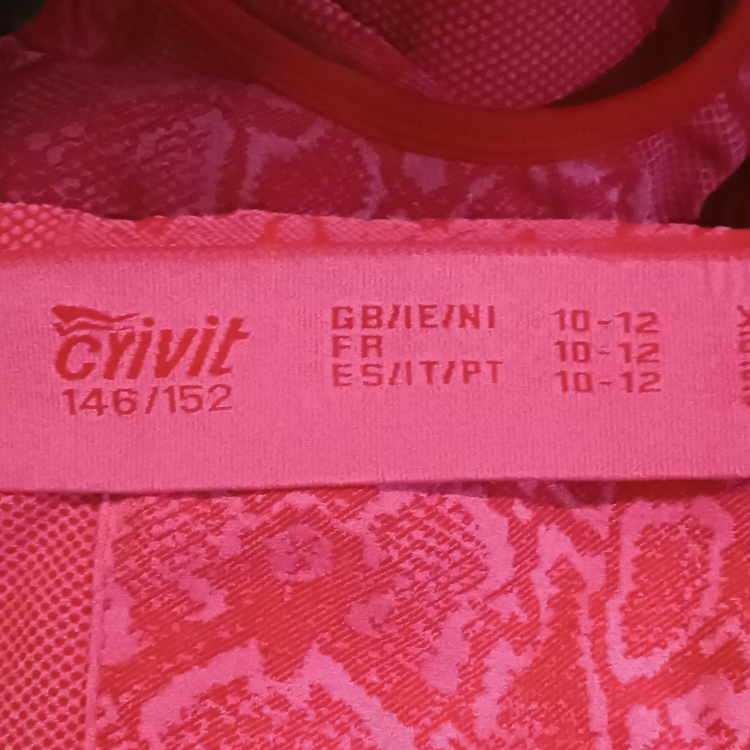 crivit
146/152
GB/IE/NI 10-12
FR 10-12
ES/IT/PT 10-12